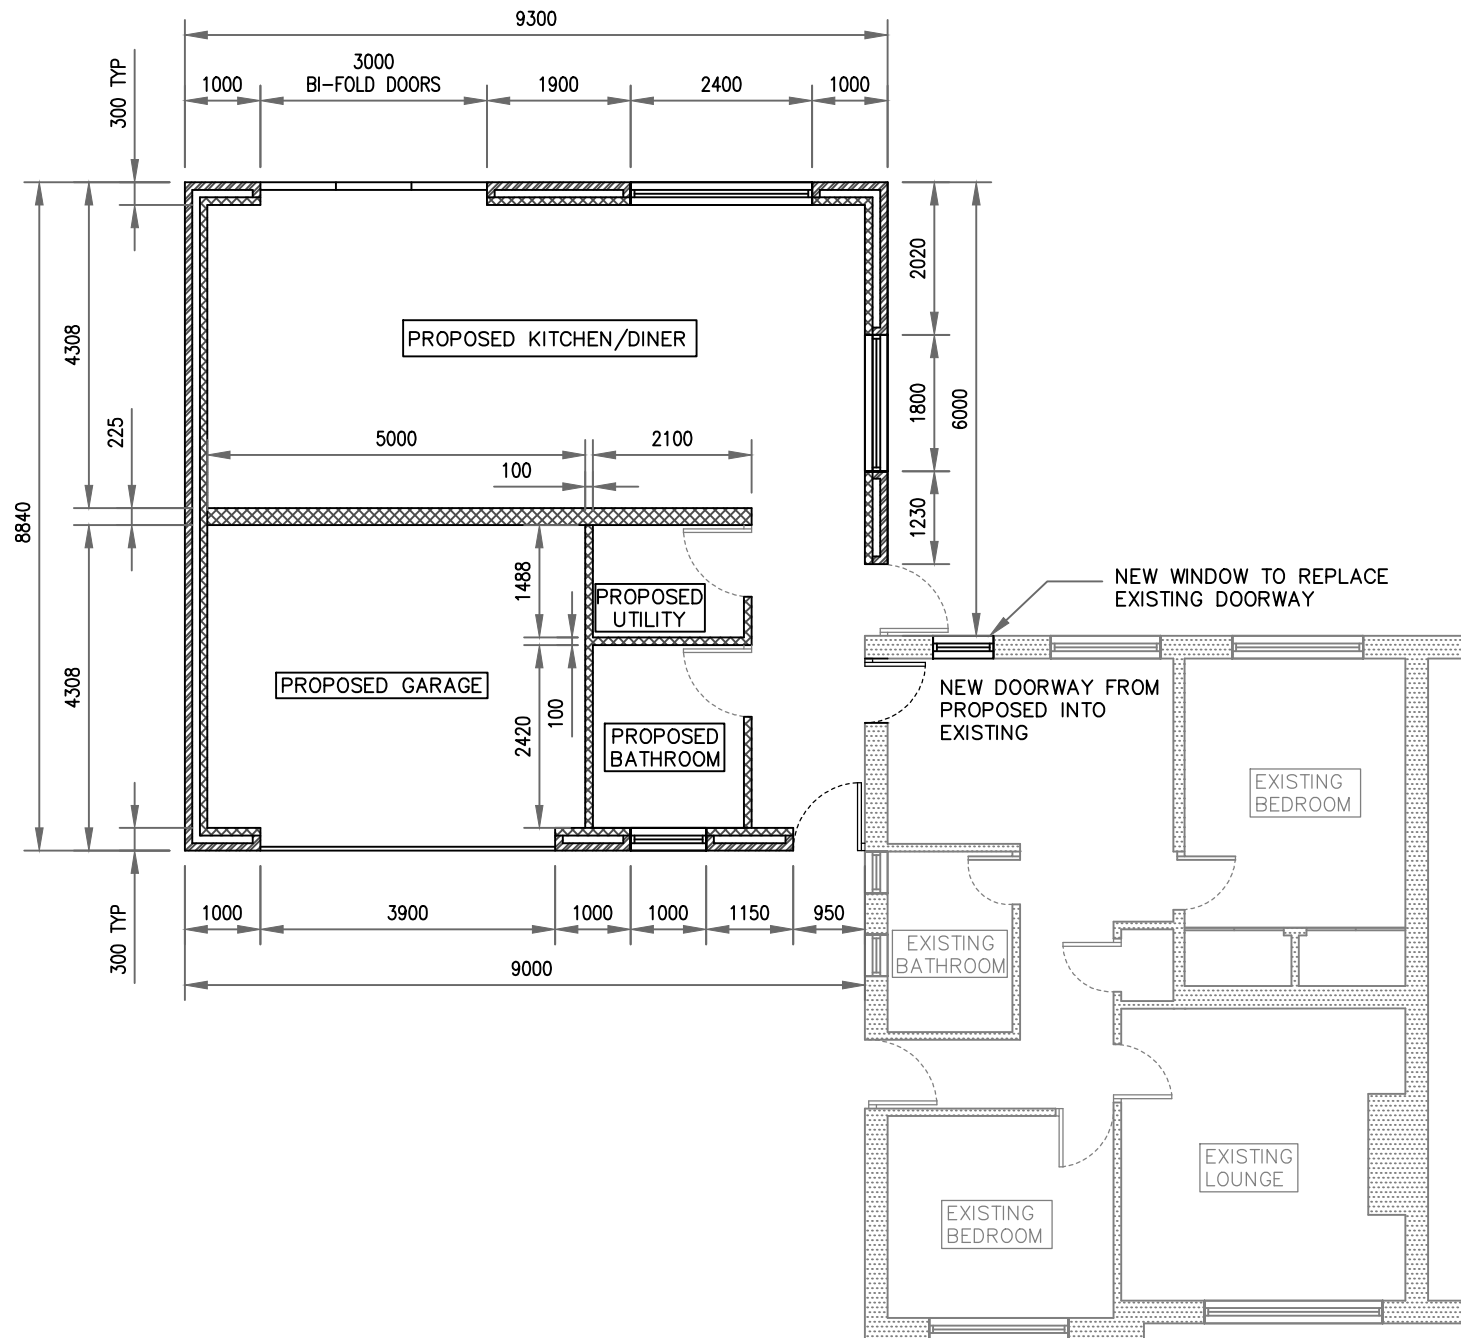 9300
300 TYP
1000
3000
BI-FOLD DOORS
1900
2400
1000
8840
4308
225
4308
300 TYP
2020
1800
1230
6000
PROPOSED KITCHEN/DINER
5000
100
2100
1488
100
2420
PROPOSED
UTILITY
PROPOSED GARAGE
PROPOSED
BATHROOM
NEW WINDOW TO REPLACE
EXISTING DOORWAY
NEW DOORWAY FROM
PROPOSED INTO
EXISTING
EXISTING
BEDROOM
1000
3900
1000
1000
1150
950
9000
EXISTING
BATHROOM
EXISTING
LOUNGE
EXISTING
BEDROOM